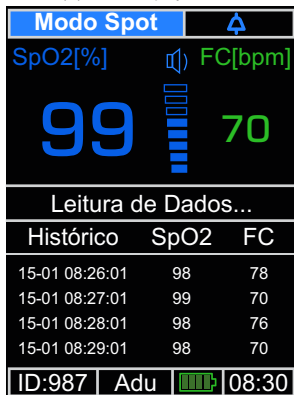 Modo Spot
SpO2[%] FC[bpm]
99 70
Leitura de Dados...
Histórico SpO2 FC
15-01 08:26:01 98 78
15-01 08:27:01 99 70
15-01 08:28:01 98 76
15-01 08:29:01 98 70
ID:987 Adu 08:30